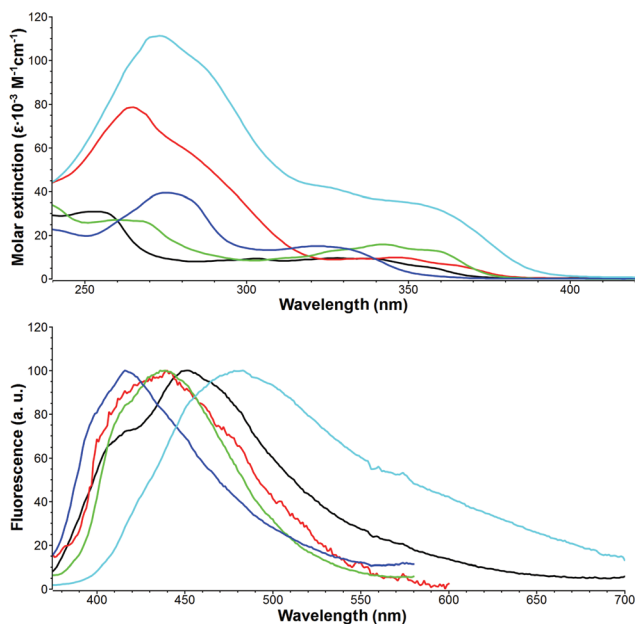 Molar extinction (ε·10⁻³ M⁻¹cm⁻¹)
120
100
80
60
40
20
0
250 300 350 400
Wavelength (nm)
Fluorescence (a. u.)
120
100
80
60
40
20
0
400 450 500 550 600 650 700
Wavelength (nm)